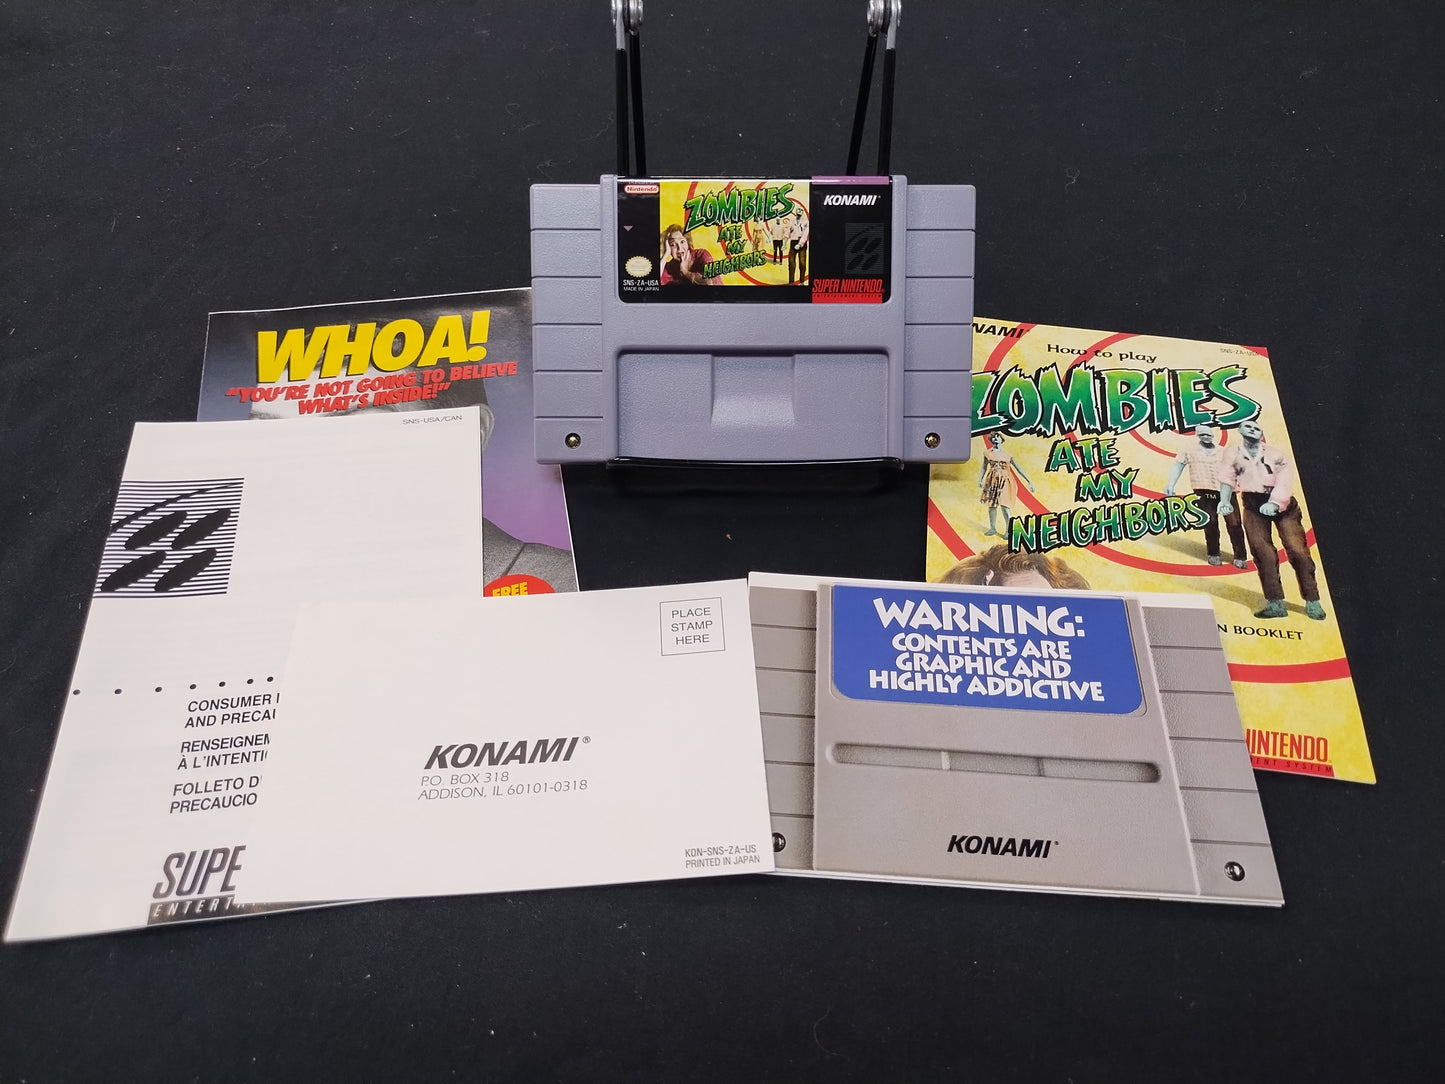 Nintendo
ZOMBIES
ATE
MY
NEIGHBORS
KONAMI
SNS-ZA-USA
MADE IN JAPAN
SUPER NINTENDO
ENTERTAINMENT SYSTEM
WHOA!
"YOU'RE NOT GOING TO BELIEVE
WHAT'S INSIDE!"
FREE
SNS-USA/CAN
CONSUMER I
AND PRECAU
RENSEIGNEM
À L'INTENTI
FOLLETO D
PRECAUCIO
SUPE
ENTERT
PLACE
STAMP
HERE
KONAMI®
P.O. BOX 318
ADDISON, IL 60101-0318
KON-SNS-ZA-US
PRINTED IN JAPAN
WARNING:
CONTENTS ARE
GRAPHIC AND
HIGHLY ADDICTIVE
KONAMI®
NAMI
SNS-ZA-USA
How to play
ZOMBIES
ATE
MY
NEIGHBORS™
N BOOKLET
INTENDO
ENT SYSTEM